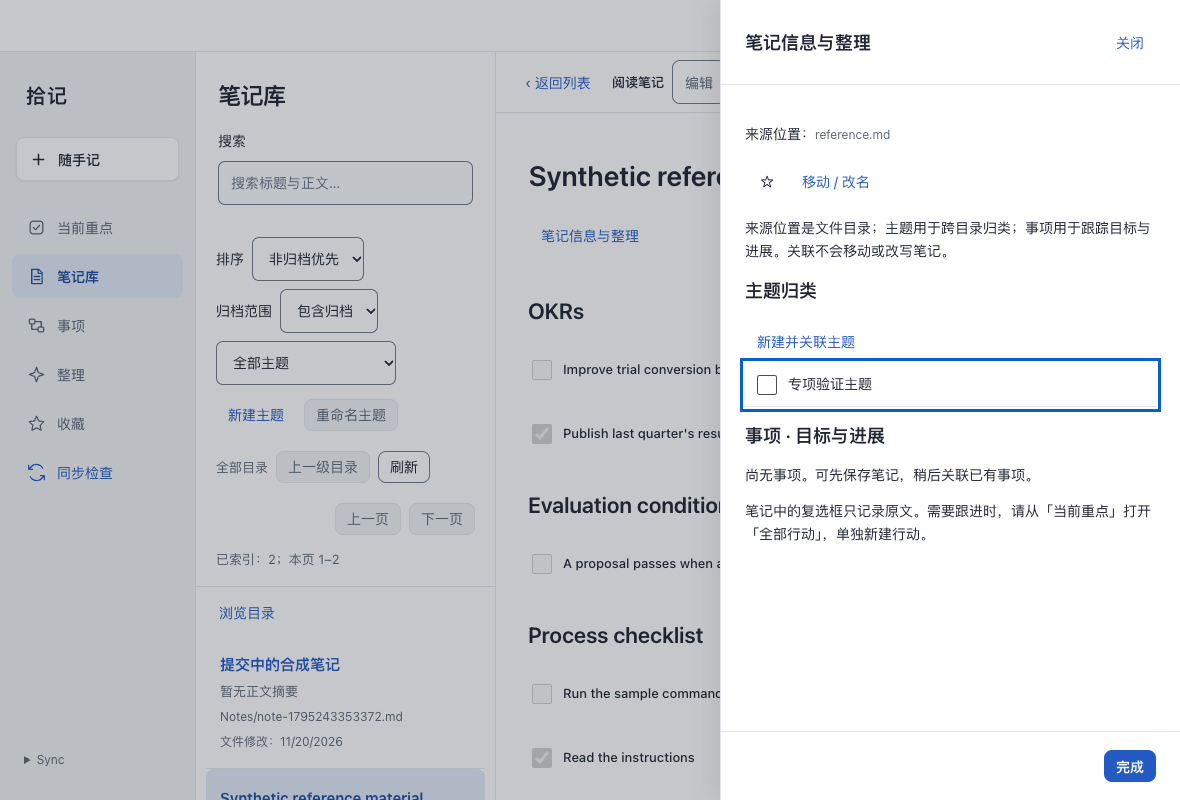 拾记
随手记
当前重点
笔记库
事项
整理
收藏
同步检查
Sync
笔记库
搜索
搜索标题与正文...
排序 非归档优先
归档范围 包含归档
全部主题
新建主题 重命名主题
全部目录 上一级目录 刷新
上一页 下一页
已索引：2；本页 1–2
浏览目录
提交中的合成笔记
暂无正文摘要
Notes/note-1795243353372.md
文件修改：11/20/2026
Synthetic reference material
‹ 返回列表 阅读笔记 编辑
Synthetic refere
笔记信息与整理
OKRs
Improve trial conversion b
Publish last quarter's resu
Evaluation condition
A proposal passes when a
Process checklist
Run the sample command
Read the instructions
笔记信息与整理 关闭
来源位置：reference.md
移动 / 改名
来源位置是文件目录；主题用于跨目录归类；事项用于跟踪目标与
进展。关联不会移动或改写笔记。
主题归类
新建并关联主题
专项验证主题
事项 · 目标与进展
尚无事项。可先保存笔记，稍后关联已有事项。
笔记中的复选框只记录原文。需要跟进时，请从「当前重点」打开
「全部行动」，单独新建行动。
完成